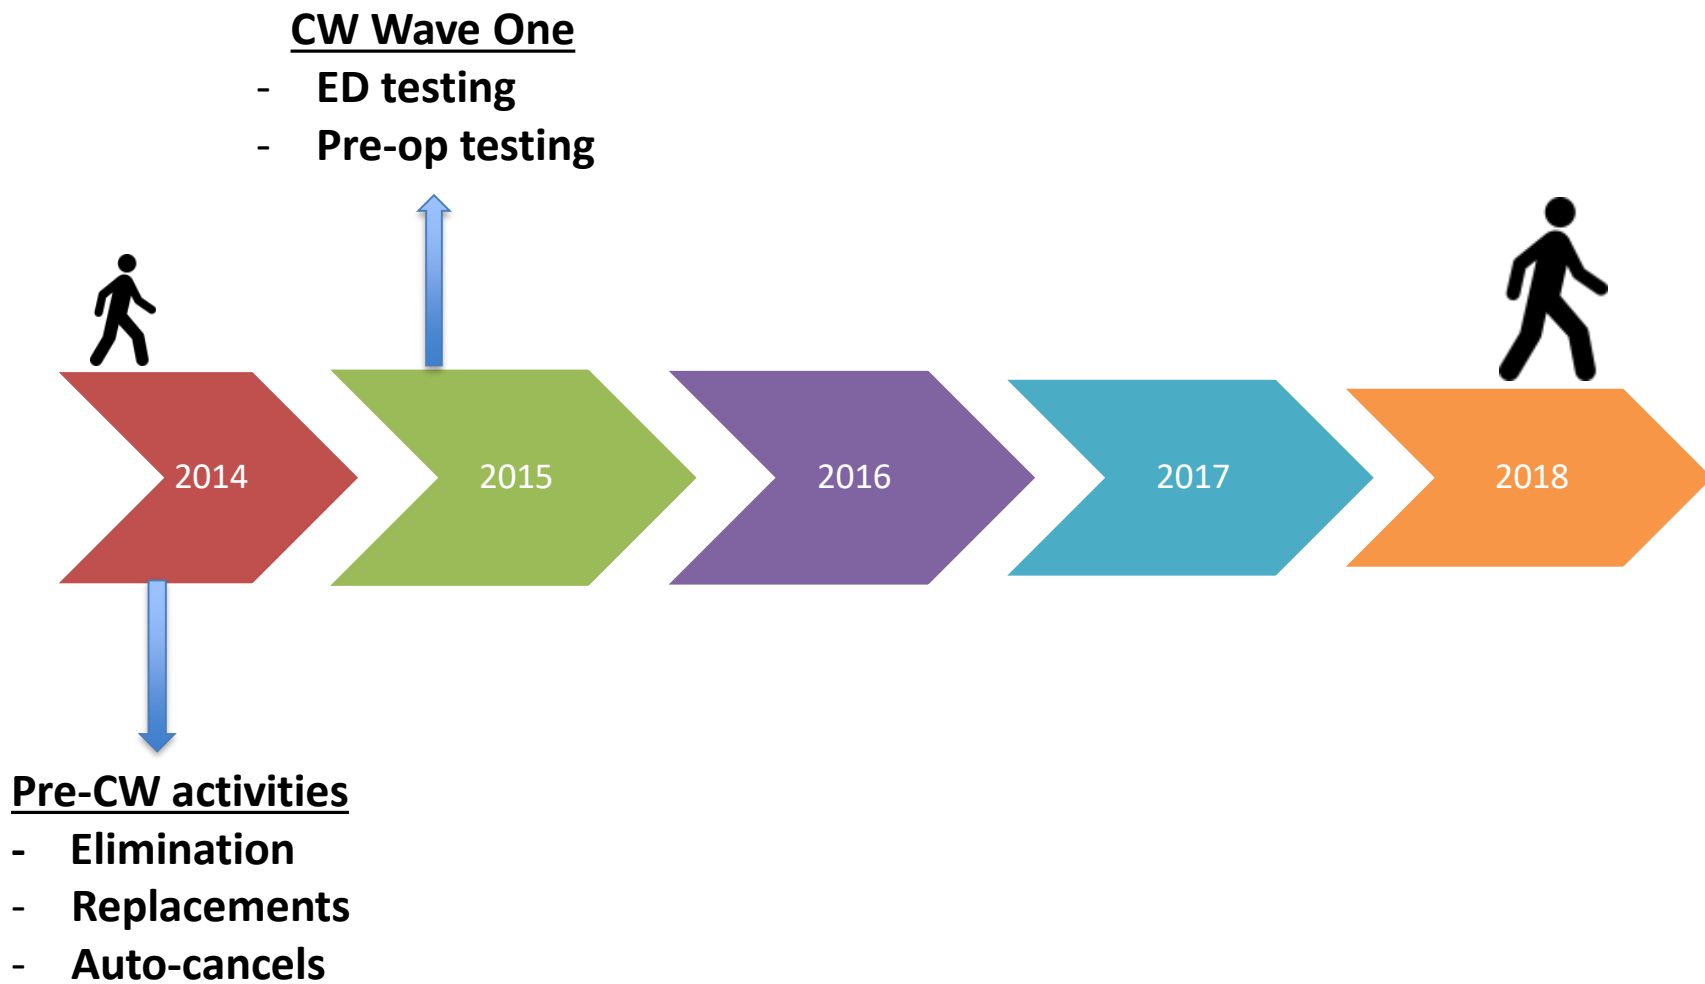 CW Wave One
- ED testing
- Pre-op testing
2014
2015
2016
2017
2018
Pre-CW activities
- Elimination
- Replacements
- Auto-cancels